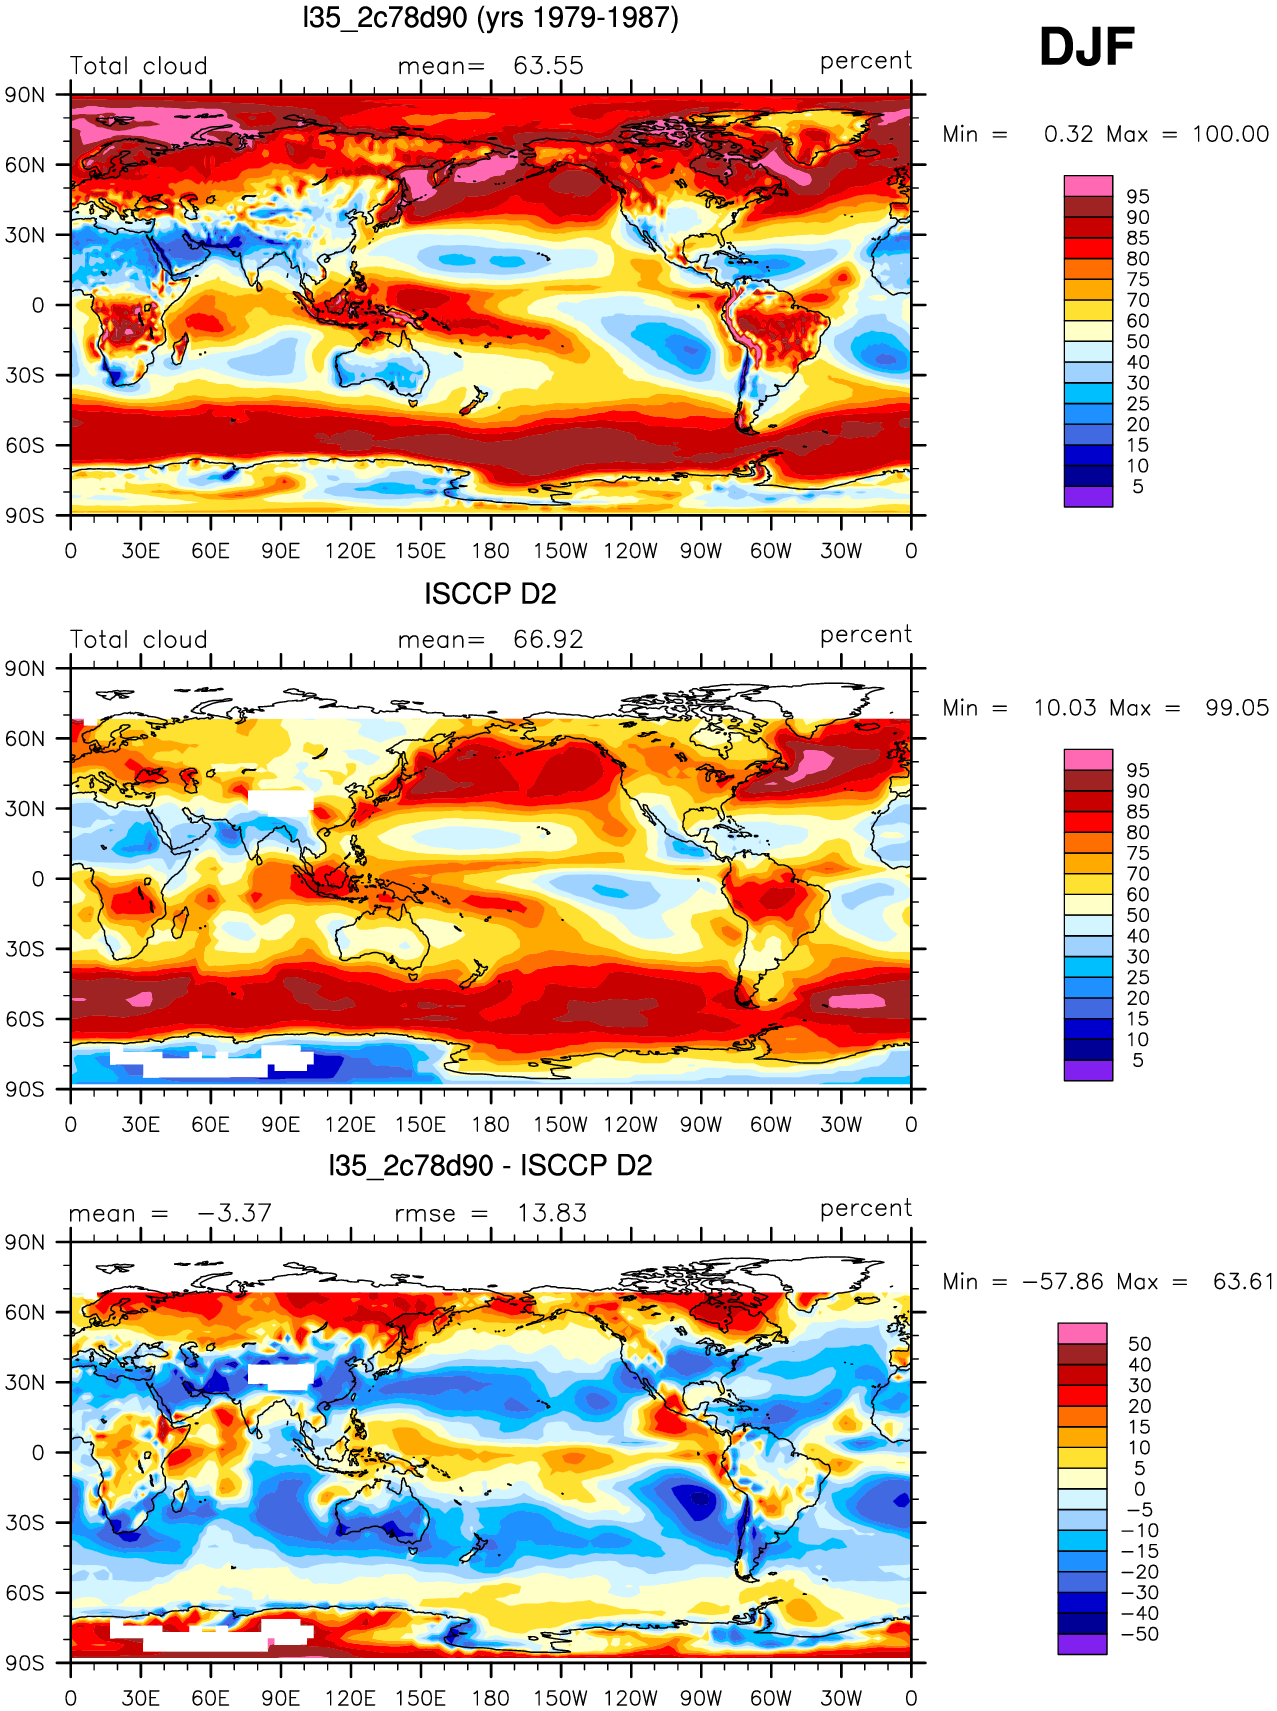 l35_2c78d90 (yrs 1979-1987)
DJF
Total cloud mean= 63.55 percent
Min = 0.32 Max = 100.00
90N
60N
30N
0
30S
60S
90S
0 30E 60E 90E 120E 150E 180 150W 120W 90W 60W 30W 0
95
90
85
80
75
70
60
50
40
30
25
20
15
10
5
ISCCP D2
Total cloud mean= 66.92 percent
Min = 10.03 Max = 99.05
90N
60N
30N
0
30S
60S
90S
0 30E 60E 90E 120E 150E 180 150W 120W 90W 60W 30W 0
95
90
85
80
75
70
60
50
40
30
25
20
15
10
5
l35_2c78d90 - ISCCP D2
mean = −3.37 rmse = 13.83 percent
Min = −57.86 Max = 63.61
90N
60N
30N
0
30S
60S
90S
0 30E 60E 90E 120E 150E 180 150W 120W 90W 60W 30W 0
50
40
30
20
15
10
5
0
−5
−10
−15
−20
−30
−40
−50